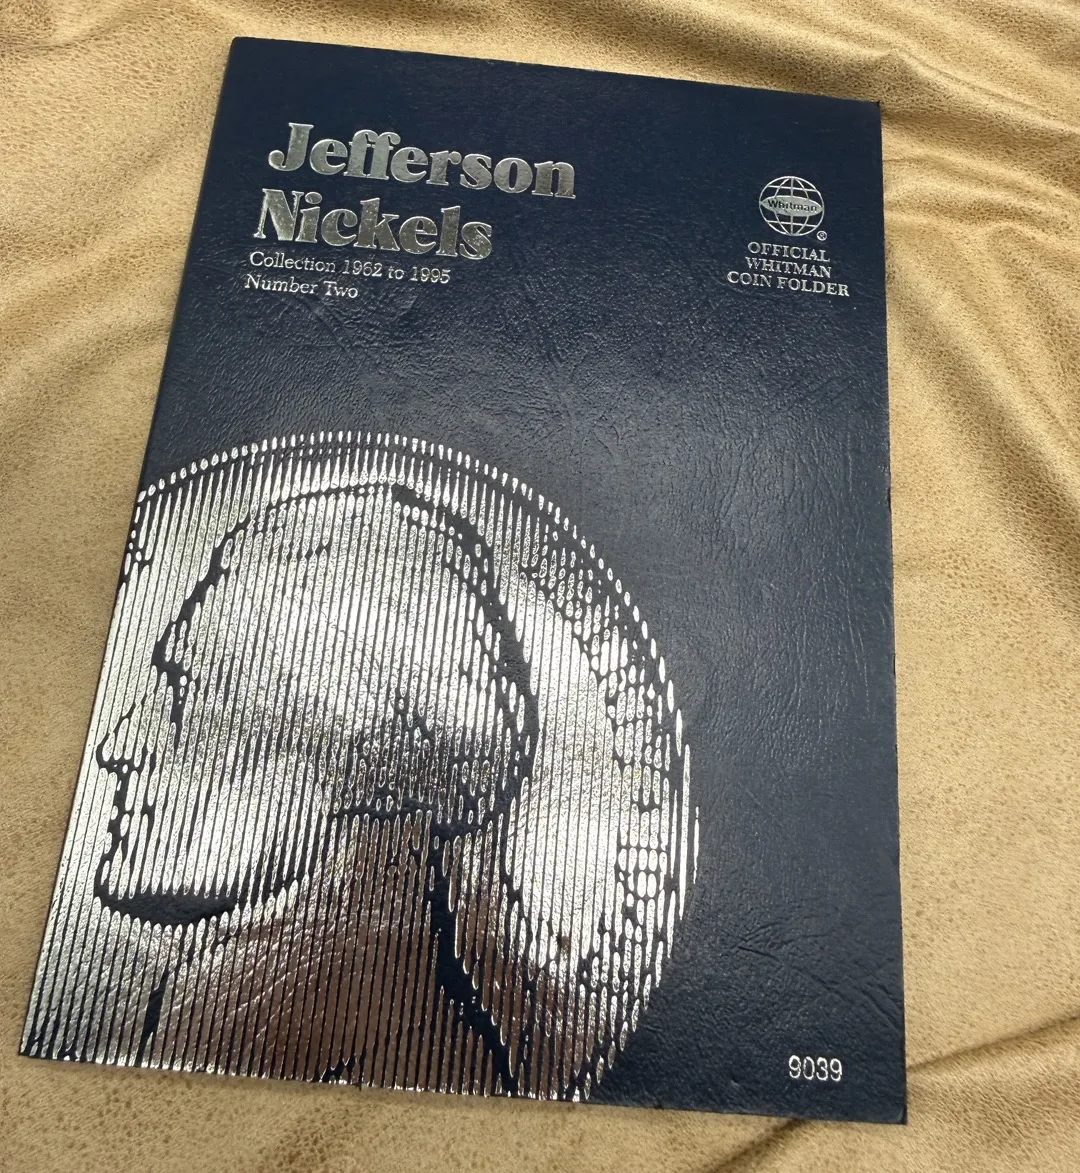 Jefferson
Nickels
Collection 1962 to 1995
Number Two
Whitman
®
OFFICIAL
WHITMAN
COIN FOLDER
9039